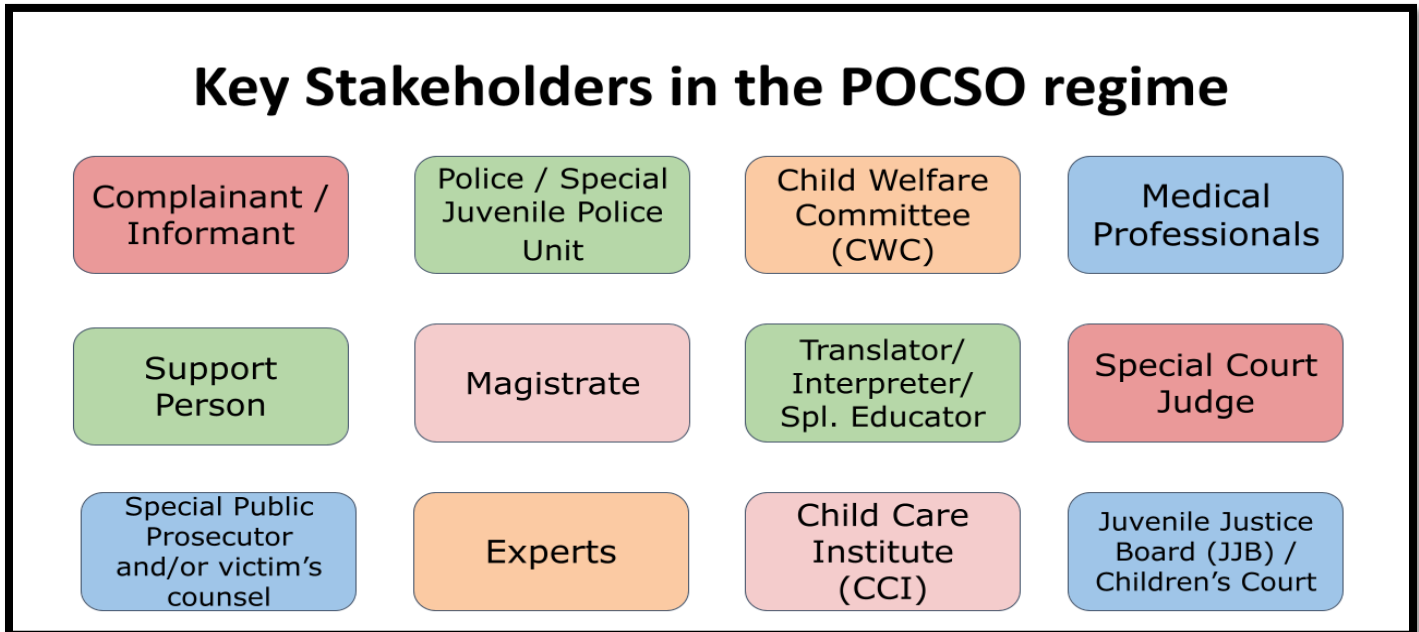 Key Stakeholders in the POCSO regime
Complainant /
Informant
Police / Special
Juvenile Police
Unit
Child Welfare
Committee
(CWC)
Medical
Professionals
Support
Person
Magistrate
Translator/
Interpreter/
Spl. Educator
Special Court
Judge
Special Public
Prosecutor
and/or victim's
counsel
Experts
Child Care
Institute
(CCI)
Juvenile Justice
Board (JJB) /
Children's Court